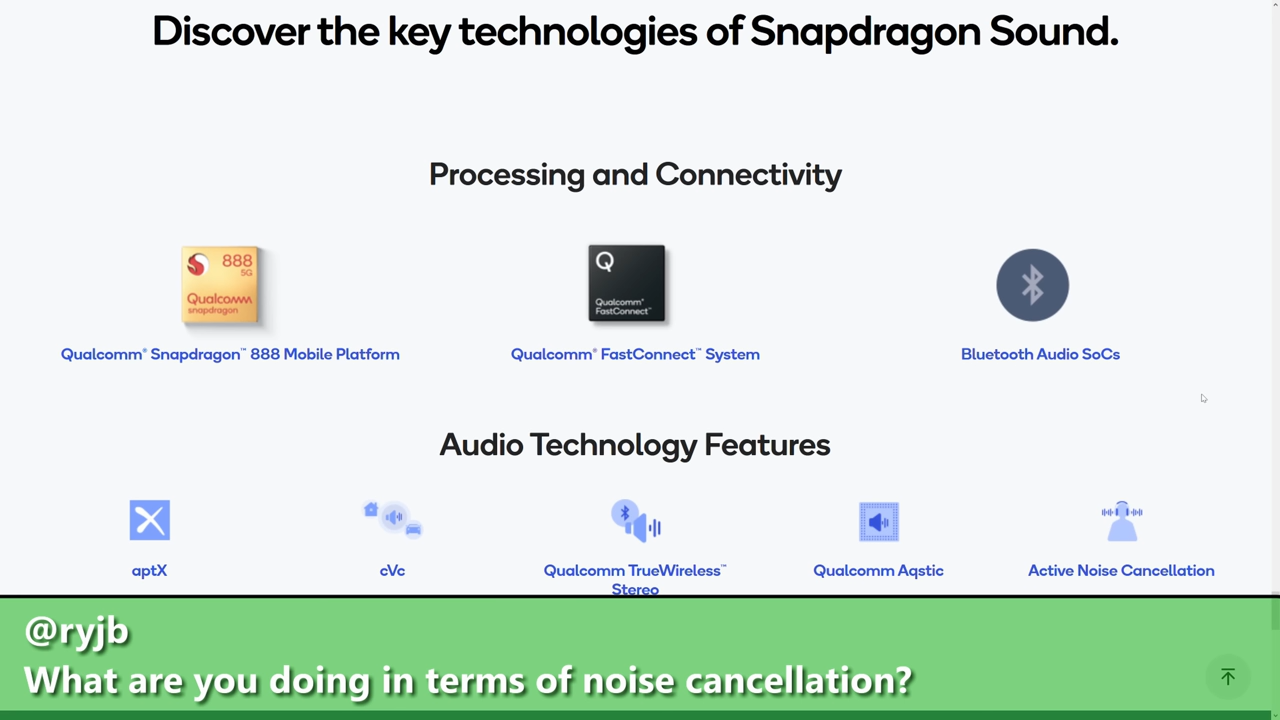 Discover the key technologies of Snapdragon Sound.
Processing and Connectivity
888
5G
Qualcomm
snapdragon
Q
Qualcomm®
FastConnect™
Qualcomm® Snapdragon™ 888 Mobile Platform
Qualcomm® FastConnect™ System
Bluetooth Audio SoCs
Audio Technology Features
aptX
cVc
Qualcomm TrueWireless™
Stereo
Qualcomm Aqstic
Active Noise Cancellation
@ryjb
What are you doing in terms of noise cancellation?